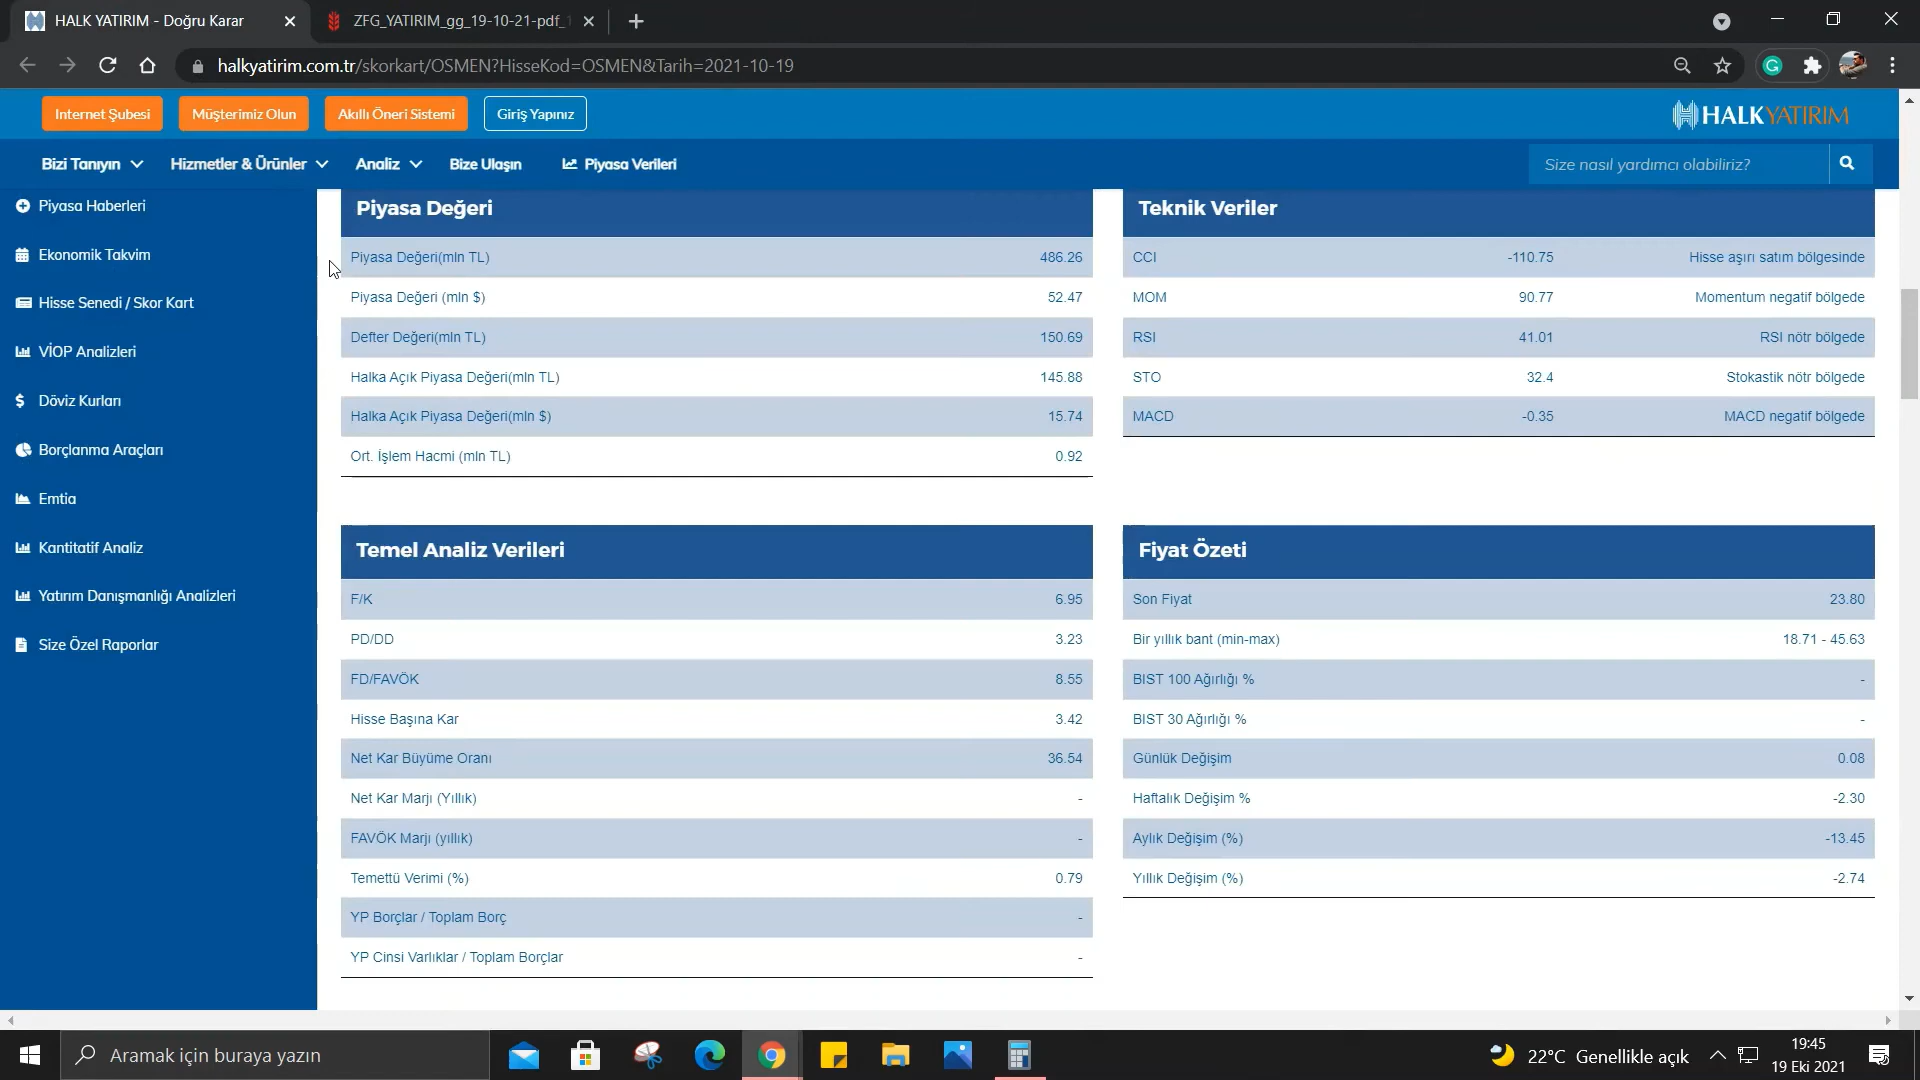 HALK YATIRIM - Doğru Karar
ZFG_YATIRIM_gg_19-10-21-pdf_
halkyatirim.com.tr/skorkart/OSMEN?HisseKod=OSMEN&Tarih=2021-10-19
Internet Şubesi
Müşterimiz Olun
Akıllı Öneri Sistemi
Giriş Yapınız
HALKYATIRIM
Bizi Tanıyın
Hizmetler & Ürünler
Analiz
Bize Ulaşın
Piyasa Verileri
Size nasıl yardımcı olabiliriz?
Piyasa Haberleri
Ekonomik Takvim
Hisse Senedi / Skor Kart
VİOP Analizleri
Döviz Kurları
Borçlanma Araçları
Emtia
Kantitatif Analiz
Yatırım Danışmanlığı Analizleri
Size Özel Raporlar
Piyasa Değeri
Piyasa Değeri(mln TL) 486.26
Piyasa Değeri (mln $) 52.47
Defter Değeri(mln TL) 150.69
Halka Açık Piyasa Değeri(mln TL) 145.88
Halka Açık Piyasa Değeri(mln $) 15.74
Ort. İşlem Hacmi (mln TL) 0.92
Teknik Veriler
CCI -110.75 Hisse aşırı satım bölgesinde
MOM 90.77 Momentum negatif bölgede
RSI 41.01 RSI nötr bölgede
STO 32.4 Stokastik nötr bölgede
MACD -0.35 MACD negatif bölgede
Temel Analiz Verileri
F/K 6.95
PD/DD 3.23
FD/FAVÖK 8.55
Hisse Başına Kar 3.42
Net Kar Büyüme Oranı 36.54
Net Kar Marjı (Yıllık) -
FAVÖK Marjı (yıllık) -
Temettü Verimi (%) 0.79
YP Borçlar / Toplam Borç -
YP Cinsi Varlıklar / Toplam Borçlar -
Fiyat Özeti
Son Fiyat 23.80
Bir yıllık bant (min-max) 18.71 - 45.63
BIST 100 Ağırlığı % -
BIST 30 Ağırlığı % -
Günlük Değişim 0.08
Haftalık Değişim % -2.30
Aylık Değişim (%) -13.45
Yıllık Değişim (%) -2.74
Aramak için buraya yazın
22°C Genellikle açık
19:45
19 Eki 2021